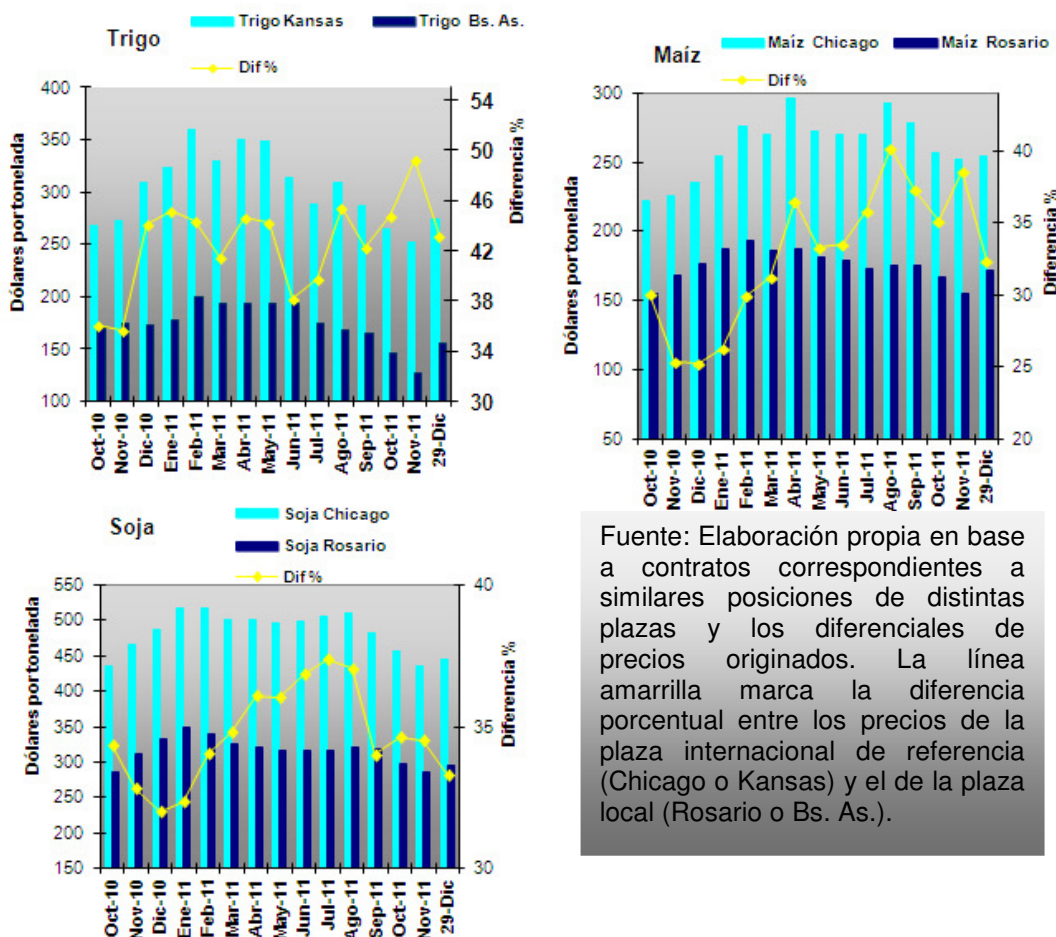 Trigo
Trigo Kansas
Trigo Bs. As.
Dif %
Dólares portonelada
400
350
300
250
200
150
100
54
50
46
42
38
34
30
Diferencia %
Oct-10
Nov-10
Dic-10
Ene-11
Feb-11
Mar-11
Abr-11
May-11
Jun-11
Jul-11
Ago-11
Sep-11
Oct-11
Nov-11
29-Dic
Maíz
Maíz Chicago
Maíz Rosario
Dif %
Dólares portonelada
300
250
200
150
100
50
40
35
30
25
20
Diferencia %
Oct-10
Nov-10
Dic-10
Ene-11
Feb-11
Mar-11
Abr-11
May-11
Jun-11
Jul-11
Ago-11
Sep-11
Oct-11
Nov-11
29-Dic
Soja
Soja Chicago
Soja Rosario
Dif %
Dólares portonelada
550
500
450
400
350
300
250
200
150
40
35
30
Diferencia %
Oct-10
Nov-10
Dic-10
Ene-11
Feb-11
Mar-11
Abr-11
May-11
Jun-11
Jul-11
Ago-11
Sep-11
Oct-11
Nov-11
29-Dic
Fuente: Elaboración propia en base
a contratos correspondientes a
similares posiciones de distintas
plazas y los diferenciales de
precios originados. La línea
amarilla marca la diferencia
porcentual entre los precios de la
plaza internacional de referencia
(Chicago o Kansas) y el de la plaza
local (Rosario o Bs. As.).